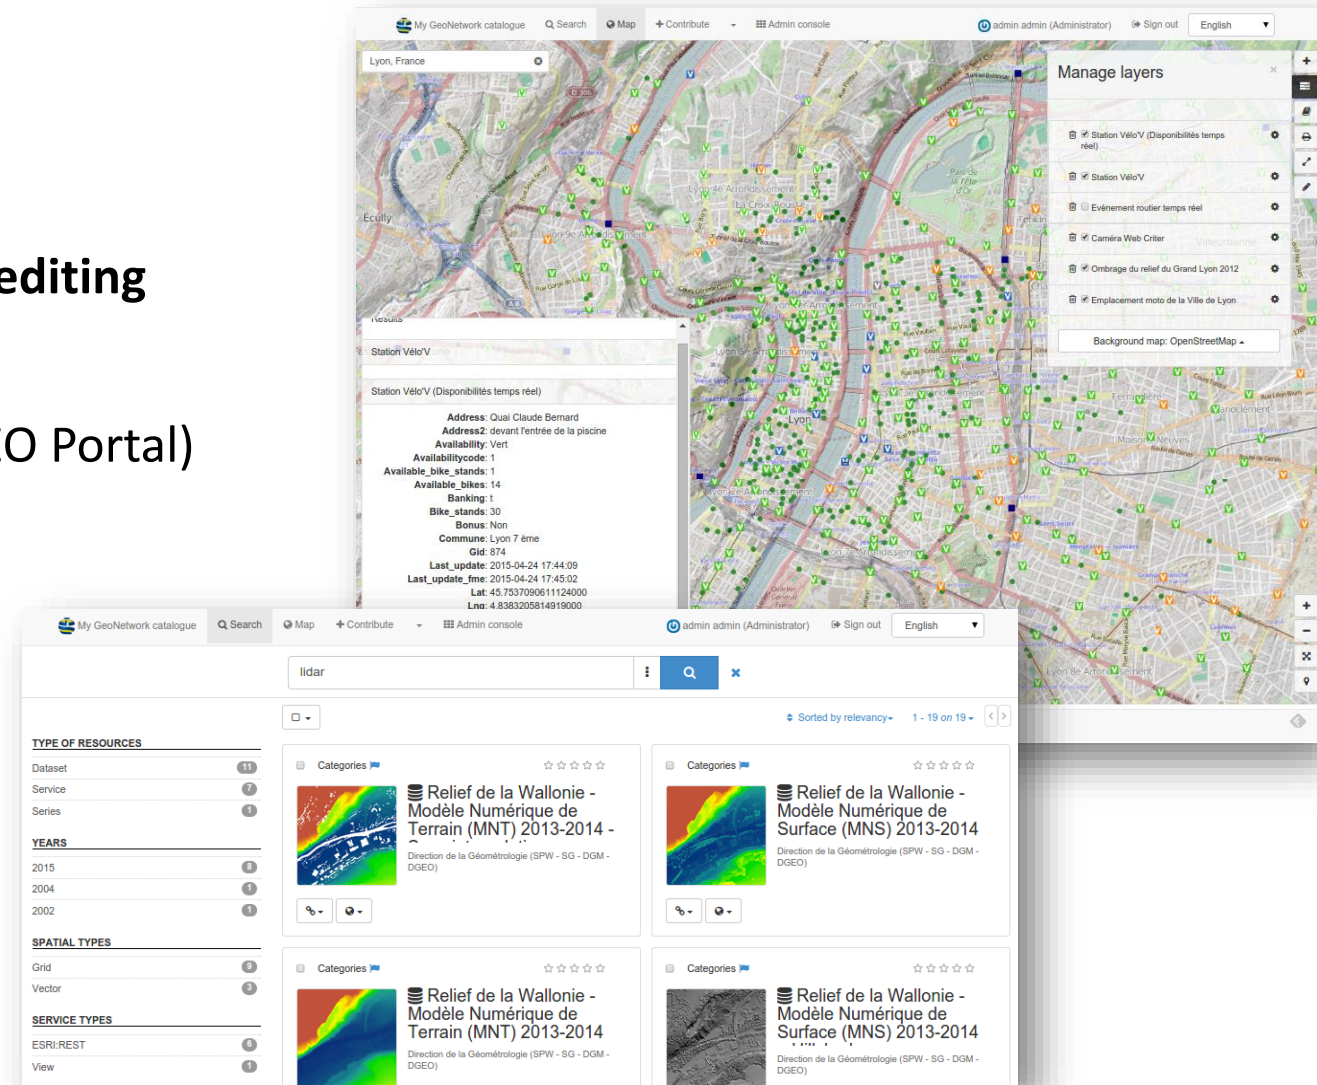 editing
O Portal)
My GeoNetwork catalogue
Search
Map
Contribute
Admin console
admin admin (Administrator)
Sign out
English
Lyon, France
Manage layers
Station Vélo'V (Disponibilités temps
réel)
Station Vélo'V
Evènement routier temps réel
Caméra Web Criter
Ombrage du relief du Grand Lyon 2012
Emplacement moto de la Ville de Lyon
Background map: OpenStreetMap
Écully
Lyon
Results
Station Vélo'V
Station Vélo'V (Disponibilités temps réel)
Address: Quai Claude Bernard
Address2: devant l'entrée de la piscine
Availability: Vert
Availabilitycode: 1
Available_bike_stands: 1
Available_bikes: 14
Banking: t
Bike_stands: 30
Bonus: Non
Commune: Lyon 7 ème
Gid: 874
Last_update: 2015-04-24 17:44:09
Last_update_fme: 2015-04-24 17:45:02
Lat: 45.7537090611124000
Lng: 4.8383205814919000
My GeoNetwork catalogue
Search
Map
Contribute
Admin console
admin admin (Administrator)
Sign out
English
lidar
Sorted by relevancy
1 - 19 on 19
TYPE OF RESOURCES
Dataset 11
Service 7
Series 1
YEARS
2015 8
2004 1
2002 1
SPATIAL TYPES
Grid 9
Vector 3
SERVICE TYPES
ESRI:REST 6
View 1
Categories
Relief de la Wallonie -
Modèle Numérique de
Terrain (MNT) 2013-2014 -
Direction de la Géométrologie (SPW - SG - DGM -
DGEO)
Categories
Relief de la Wallonie -
Modèle Numérique de
Surface (MNS) 2013-2014
Direction de la Géométrologie (SPW - SG - DGM -
DGEO)
Categories
Relief de la Wallonie -
Modèle Numérique de
Terrain (MNT) 2013-2014
Direction de la Géométrologie (SPW - SG - DGM -
DGEO)
Categories
Relief de la Wallonie -
Modèle Numérique de
Surface (MNS) 2013-2014
Direction de la Géométrologie (SPW - SG - DGM -
DGEO)